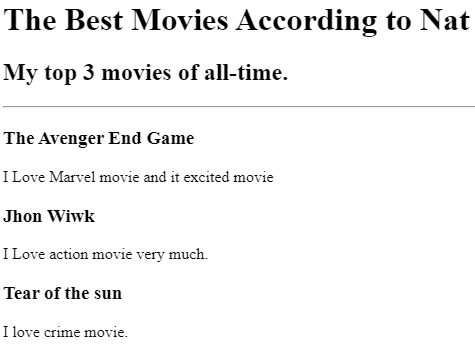 The Best Movies According to Nat
My top 3 movies of all-time.
The Avenger End Game
I Love Marvel movie and it excited movie
Jhon Wiwk
I Love action movie very much.
Tear of the sun
I love crime movie.